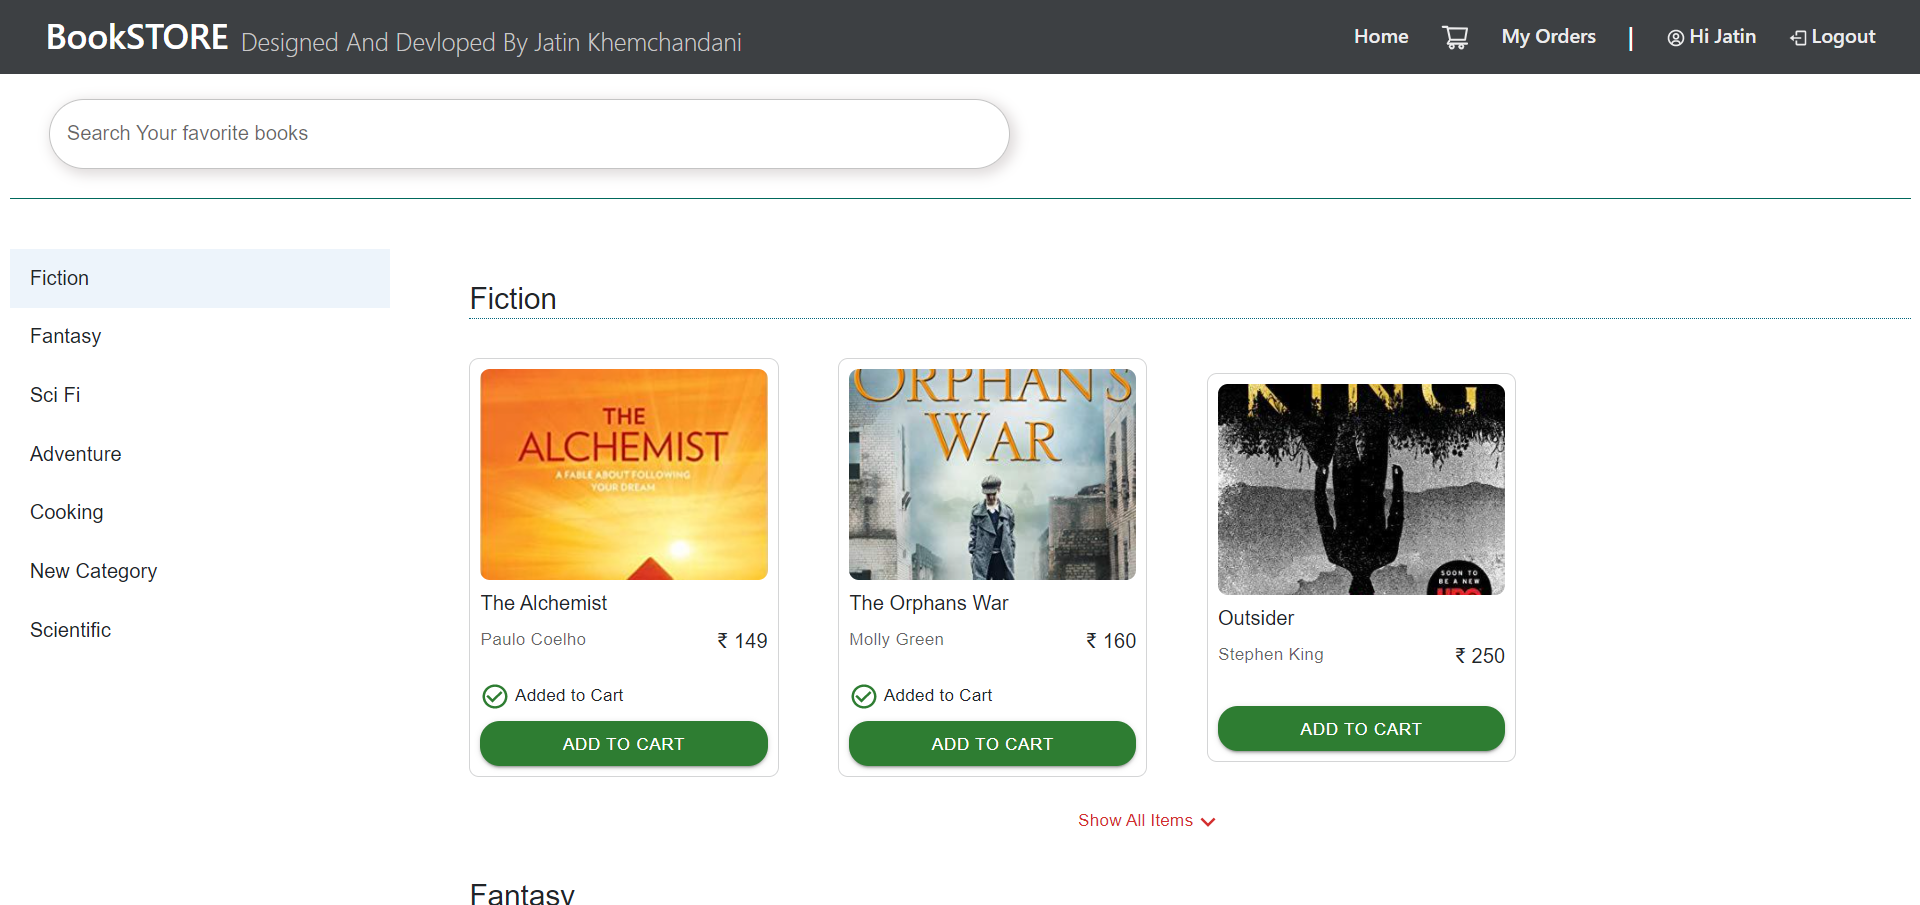 BookSTORE Designed And Devloped By Jatin Khemchandani
Home My Orders | Hi Jatin Logout
Search Your favorite books
Fiction
Fantasy
Sci Fi
Adventure
Cooking
New Category
Scientific
Fiction
THE
ALCHEMIST
A FABLE ABOUT FOLLOWING
YOUR DREAM
The Alchemist
Paulo Coelho ₹ 149
Added to Cart
ADD TO CART
ORPHAN'S
WAR
The Orphans War
Molly Green ₹ 160
Added to Cart
ADD TO CART
KING
SOON TO
BE A NEW
HBO
Outsider
Stephen King ₹ 250
ADD TO CART
Show All Items
Fantasy